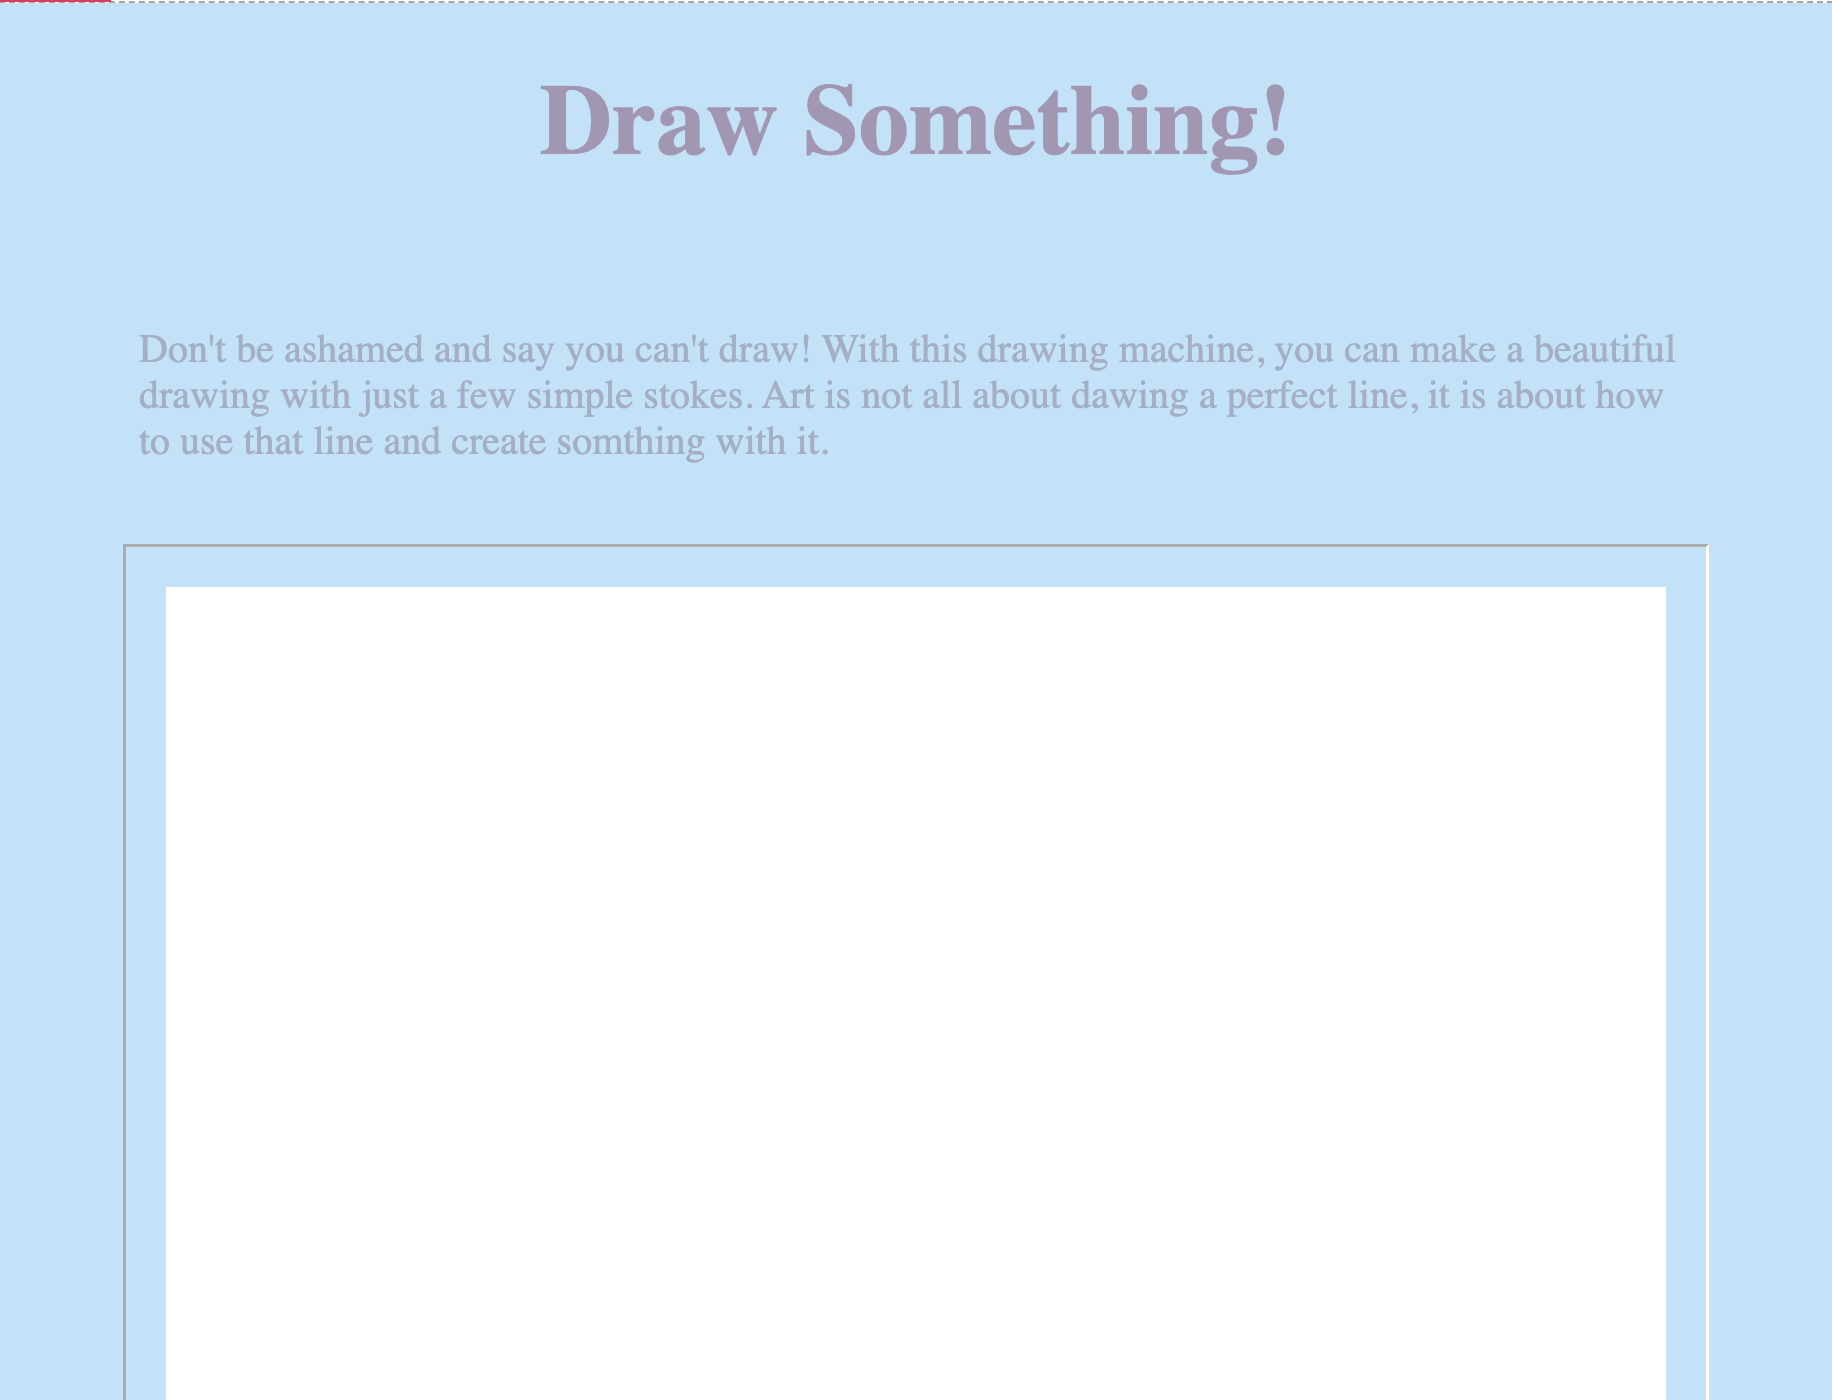 Draw Something!
Don't be ashamed and say you can't draw! With this drawing machine, you can make a beautiful
drawing with just a few simple stokes. Art is not all about dawing a perfect line, it is about how
to use that line and create somthing with it.